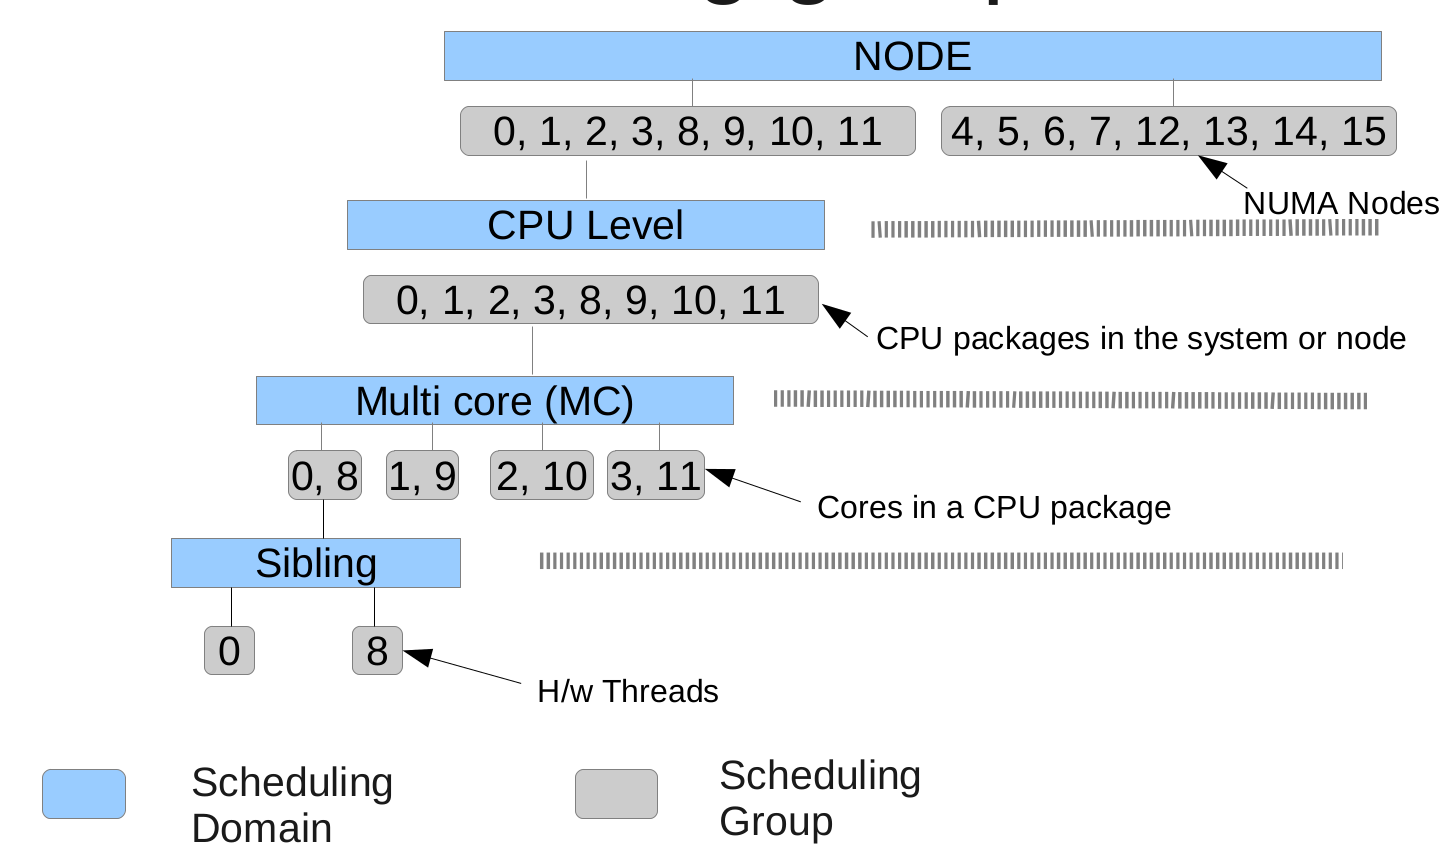 NODE
0, 1, 2, 3, 8, 9, 10, 11
4, 5, 6, 7, 12, 13, 14, 15
NUMA Nodes
CPU Level
0, 1, 2, 3, 8, 9, 10, 11
CPU packages in the system or node
Multi core (MC)
0, 8
1, 9
2, 10
3, 11
Cores in a CPU package
Sibling
0
8
H/w Threads
Scheduling
Domain
Scheduling
Group